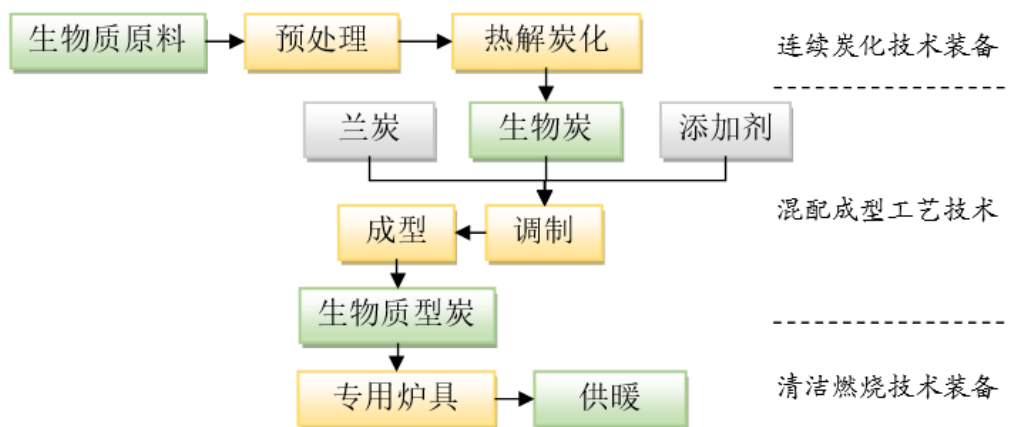 生物质原料
预处理
热解炭化
连续炭化技术装备
兰炭
生物炭
添加剂
混配成型工艺技术
成型
调制
生物质型炭
专用炉具
供暖
清洁燃烧技术装备